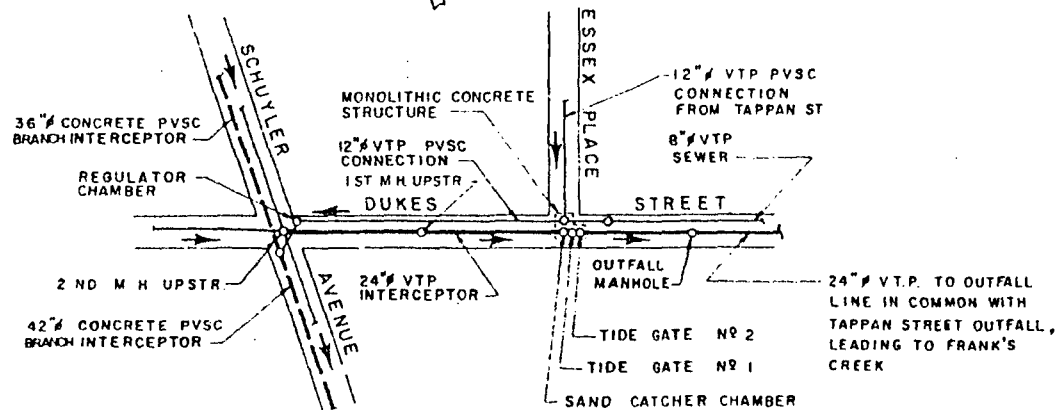 SCHUYLER
AVENUE
ESSEX PLACE
36"ø CONCRETE PVSC
BRANCH INTERCEPTOR
REGULATOR
CHAMBER
MONOLITHIC CONCRETE
STRUCTURE
12"ø VTP PVSC
CONNECTION
1ST M.H. UPSTR
12"ø VTP PVSC
CONNECTION
FROM TAPPAN ST
8"ø VTP
SEWER
DUKES
STREET
2ND M H UPSTR.
24"ø VTP
INTERCEPTOR
OUTFALL
MANHOLE
42"ø CONCRETE PVSC
BRANCH INTERCEPTOR
24"ø V.T.P. TO OUTFALL
LINE IN COMMON WITH
TAPPAN STREET OUTFALL,
LEADING TO FRANK'S
CREEK
TIDE GATE Nº 2
TIDE GATE Nº 1
SAND CATCHER CHAMBER